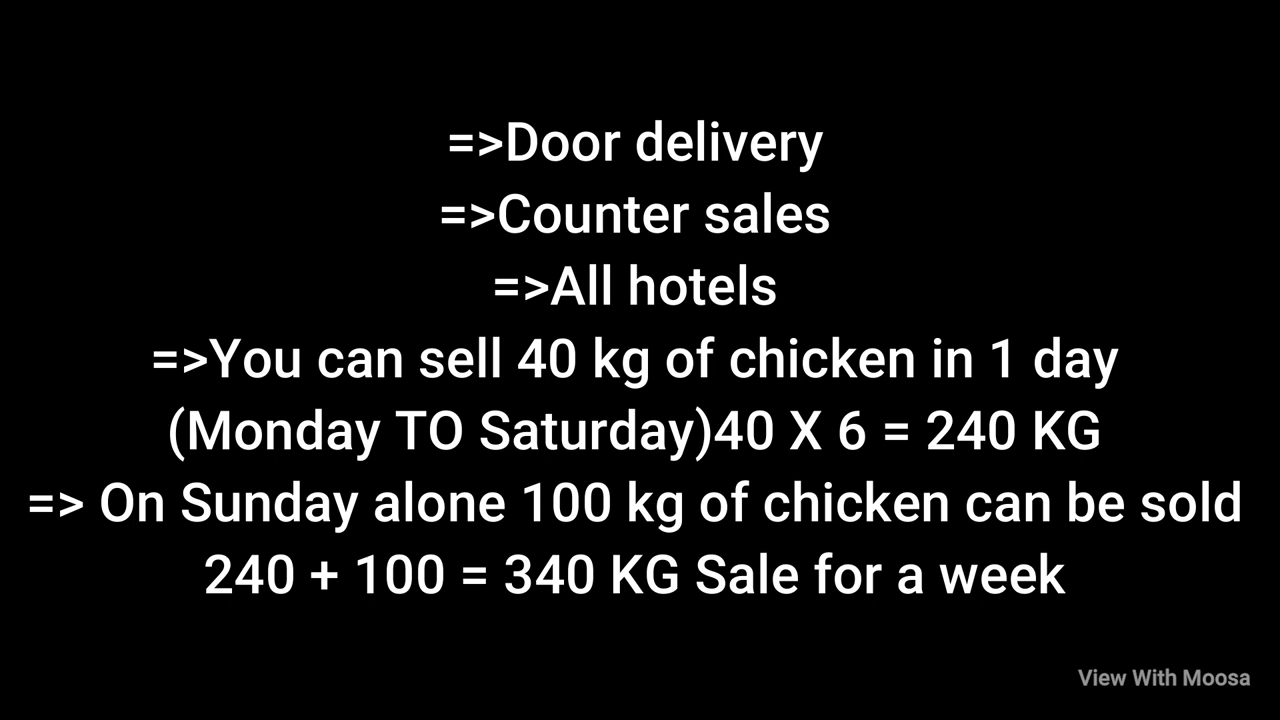 =>Door delivery
=>Counter sales
=>All hotels
=>You can sell 40 kg of chicken in 1 day
(Monday TO Saturday)40 X 6 = 240 KG
=> On Sunday alone 100 kg of chicken can be sold
240 + 100 = 340 KG Sale for a week
View With Moosa